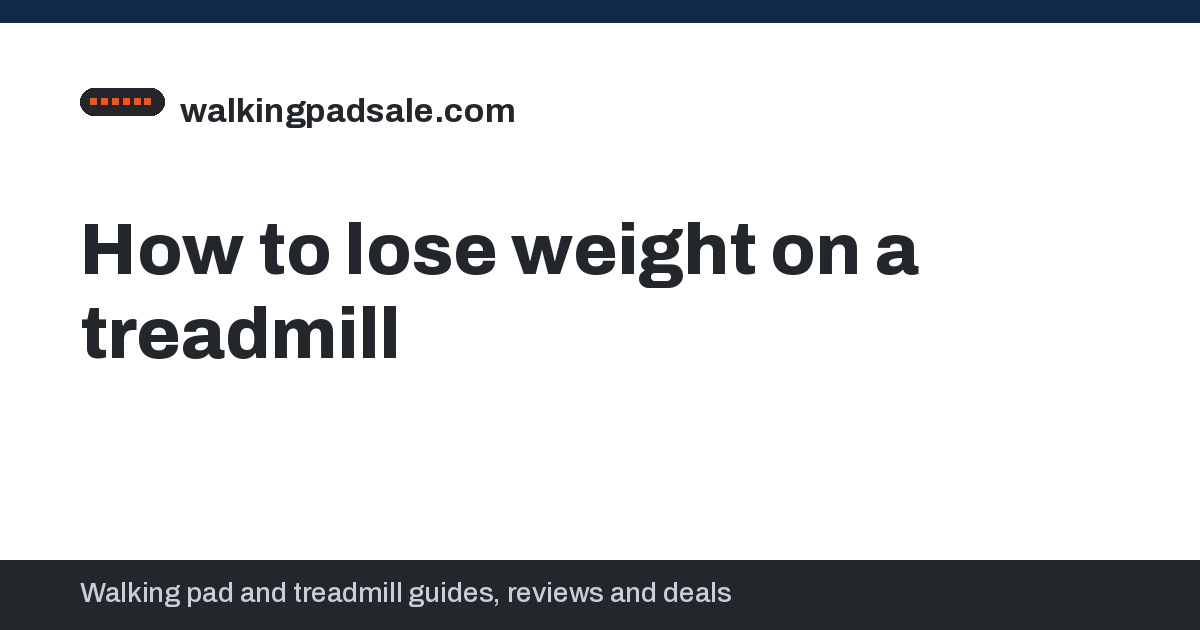 walkingpadsale.com
How to lose weight on a
treadmill
Walking pad and treadmill guides, reviews and deals